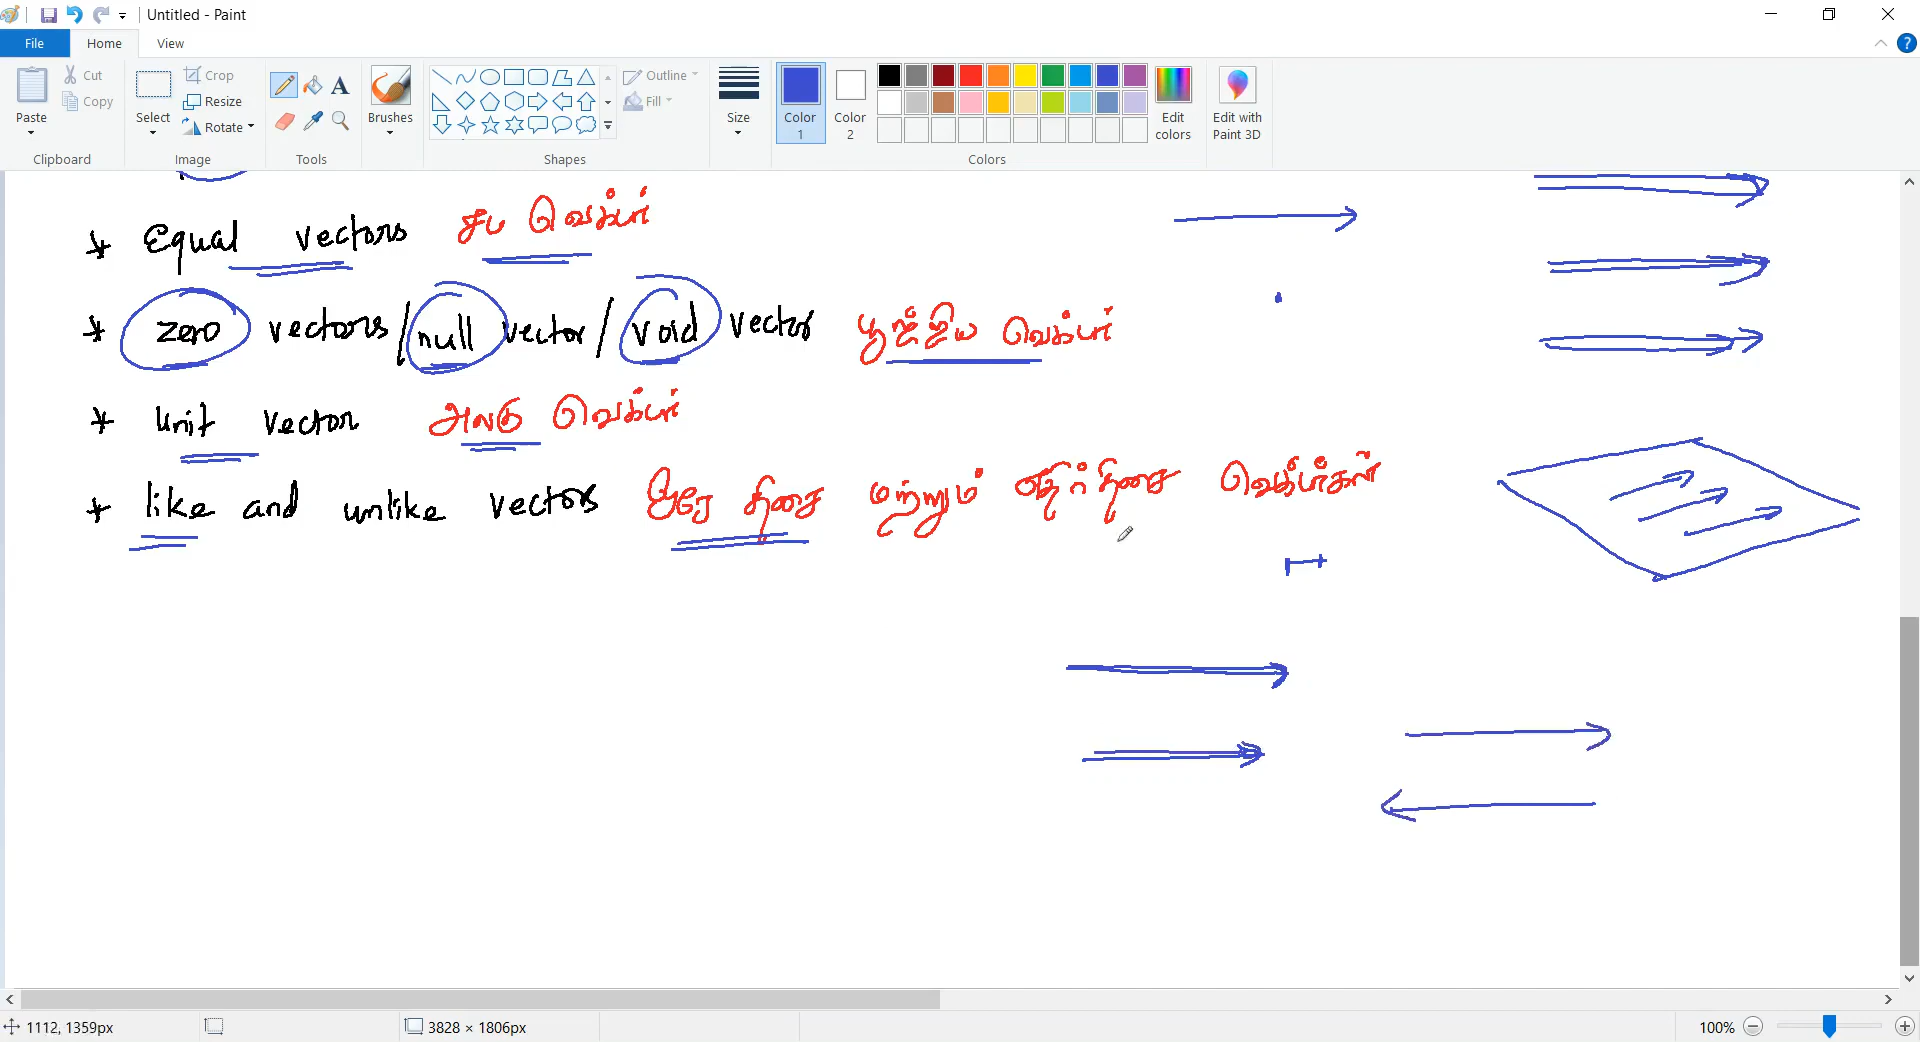 Untitled - Paint
File Home View
Paste
Cut
Copy
Clipboard
Select
Crop
Resize
Rotate
Image
Tools
Brushes
Shapes
Outline
Fill
Size
Color 1
Color 2
Colors
Edit colors
Edit with Paint 3D
* Equal vectors சம வெக்டர்
* zero vectors / null vector / void vector பூஜ்ஜிய வெக்டர்
* Unit vector அலகு வெக்டர்
* like and unlike vectors ஒரே திசை மற்றும் எதிர்திசை வெக்டர்கள்
1112, 1359px
3828 × 1806px
100%